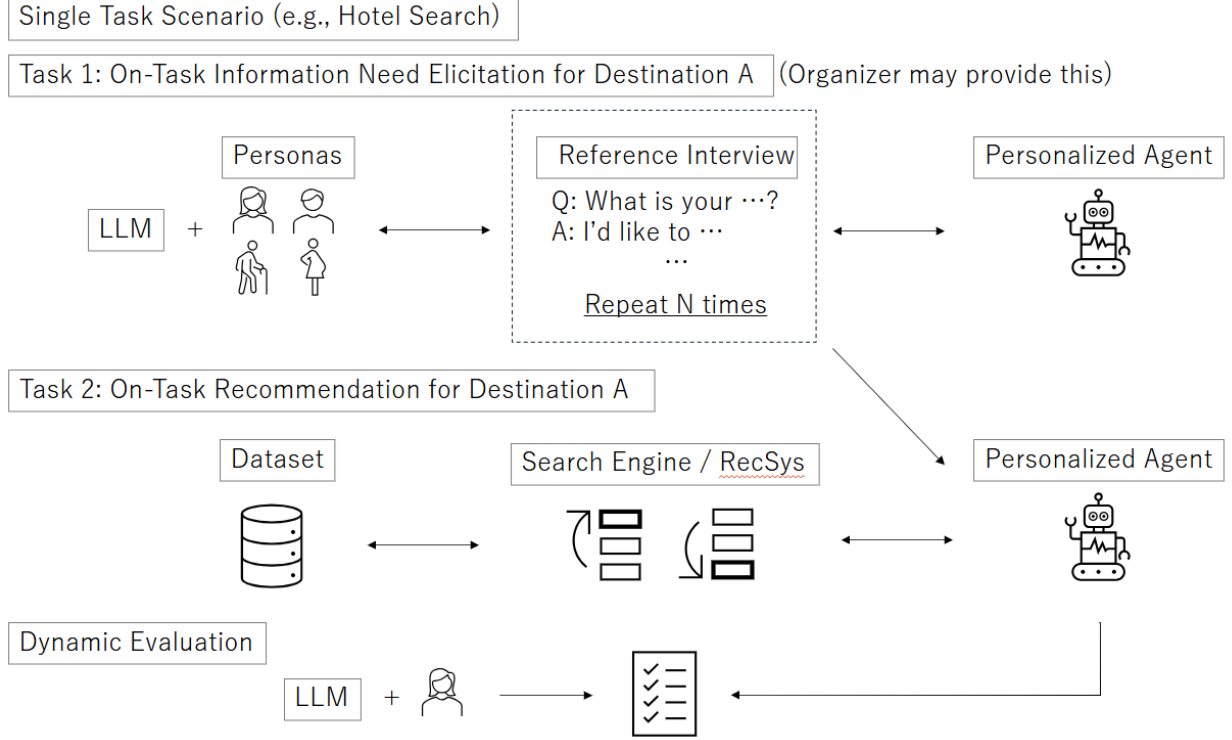 Single Task Scenario (e.g., Hotel Search)
Task 1: On-Task Information Need Elicitation for Destination A (Organizer may provide this)
Personas
Reference Interview
Personalized Agent
Q: What is your …?
A: I'd like to …
…
LLM +
Repeat N times
Task 2: On-Task Recommendation for Destination A
Dataset
Search Engine / RecSys
Personalized Agent
Dynamic Evaluation
LLM +